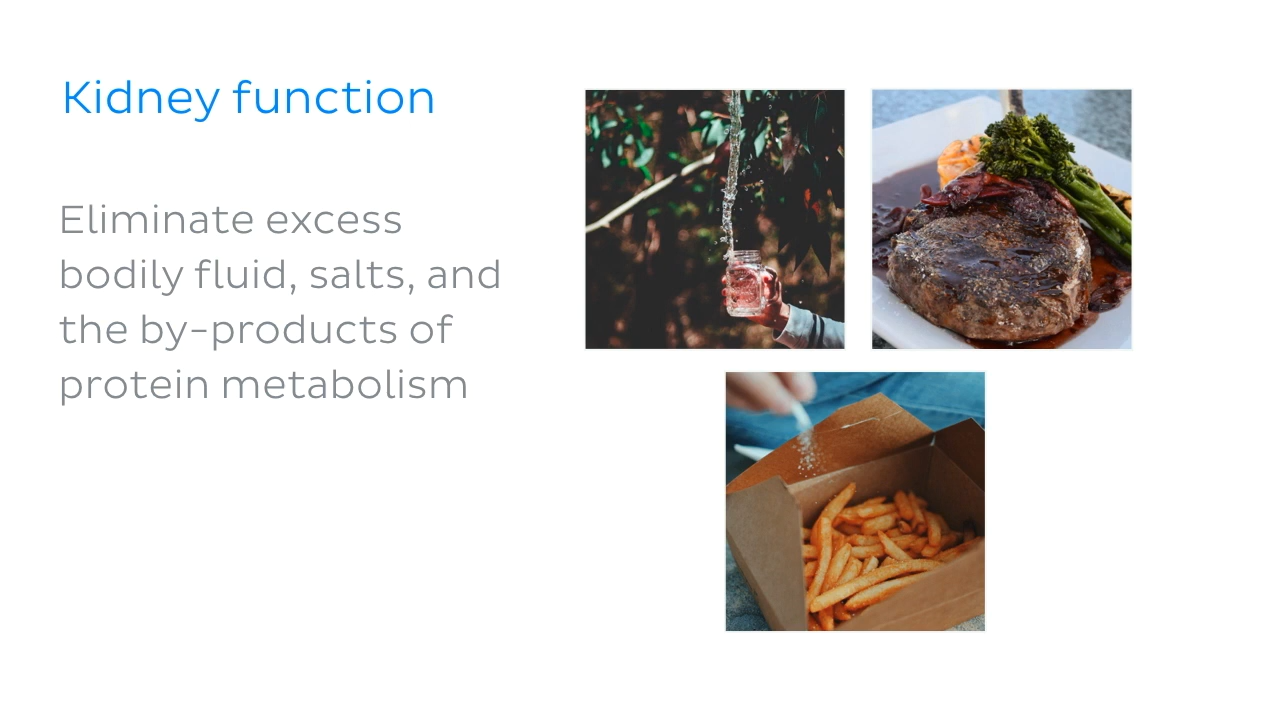 Kidney function
Eliminate excess
bodily fluid, salts, and
the by-products of
protein metabolism